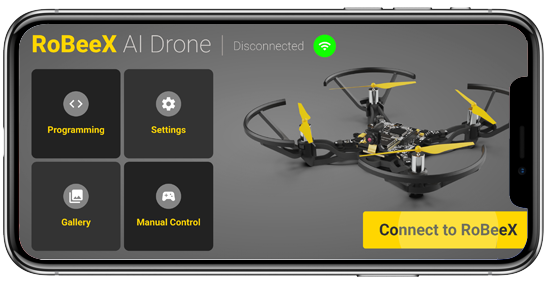 RoBeeX AI Drone | Disconnected
Programming
Settings
Gallery
Manual Control
Connect to RoBeeX